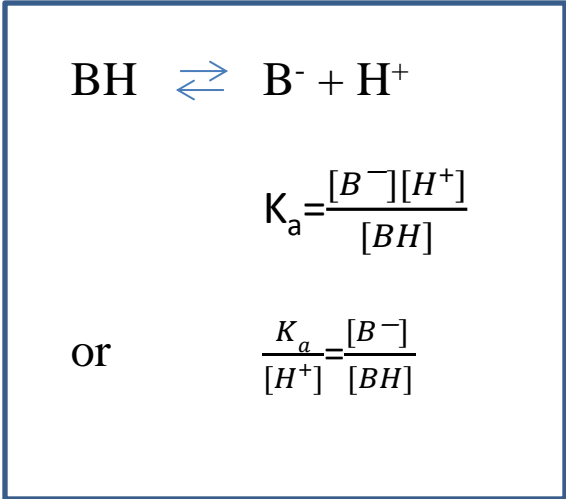 BH ⇌ B⁻ + H⁺
Kₐ=[B⁻][H⁺]/[BH]
or Kₐ/[H⁺]=[B⁻]/[BH]